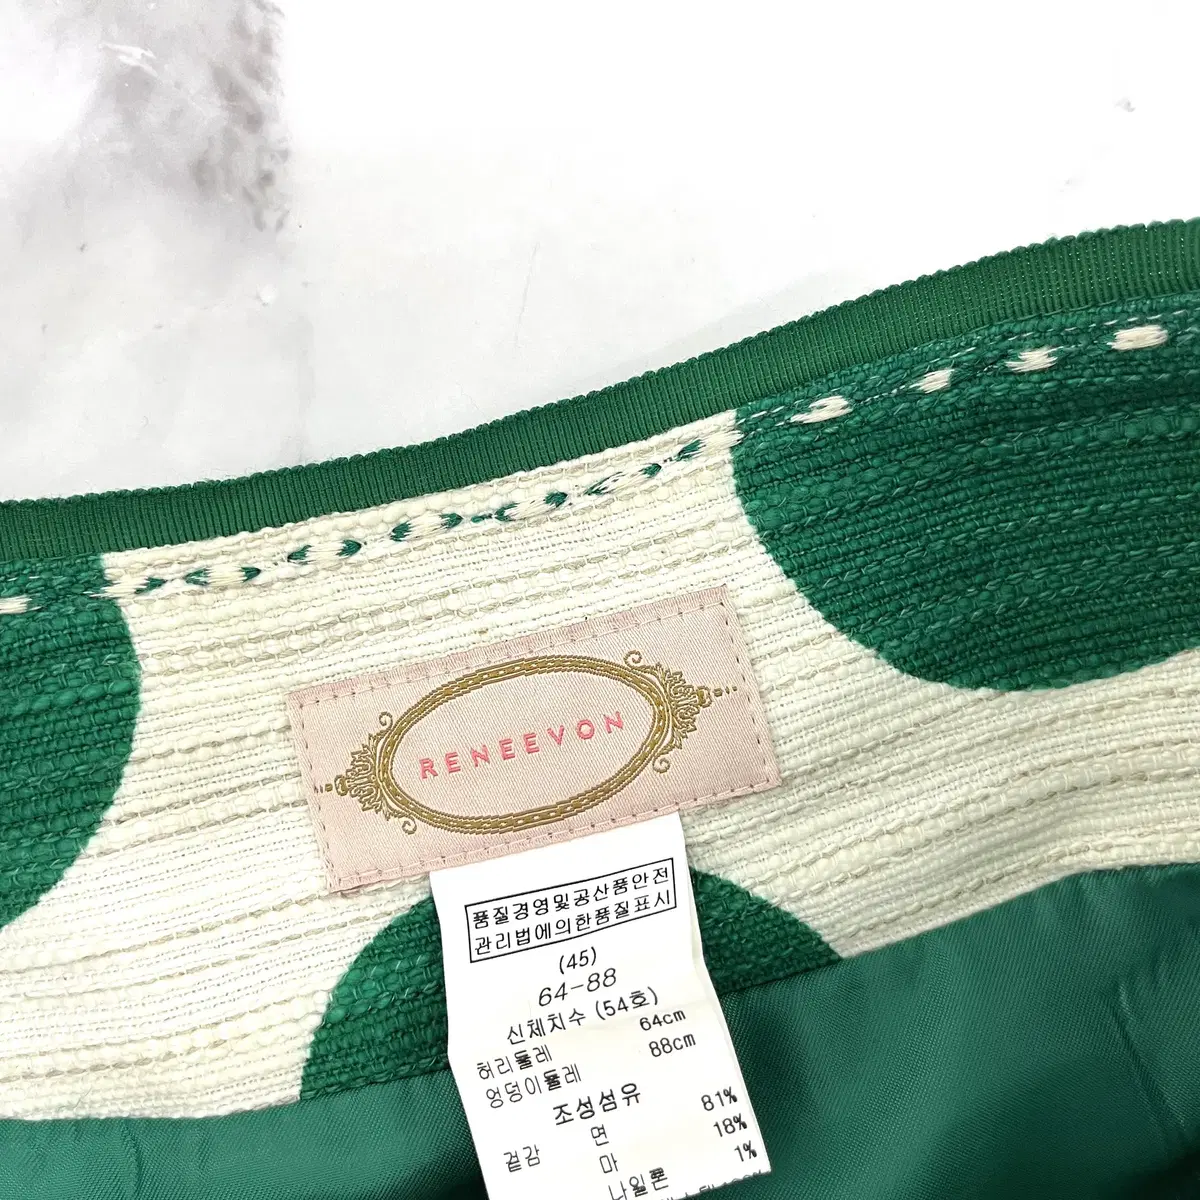 RENEEVON
품질경영및공산품안전
관리법에의한품질표시
(45)
64-88
신체치수 (54호)
허리둘레 64cm
엉덩이둘레 88cm
조성섬유
겉감 면 81%
마 18%
나일론 1%